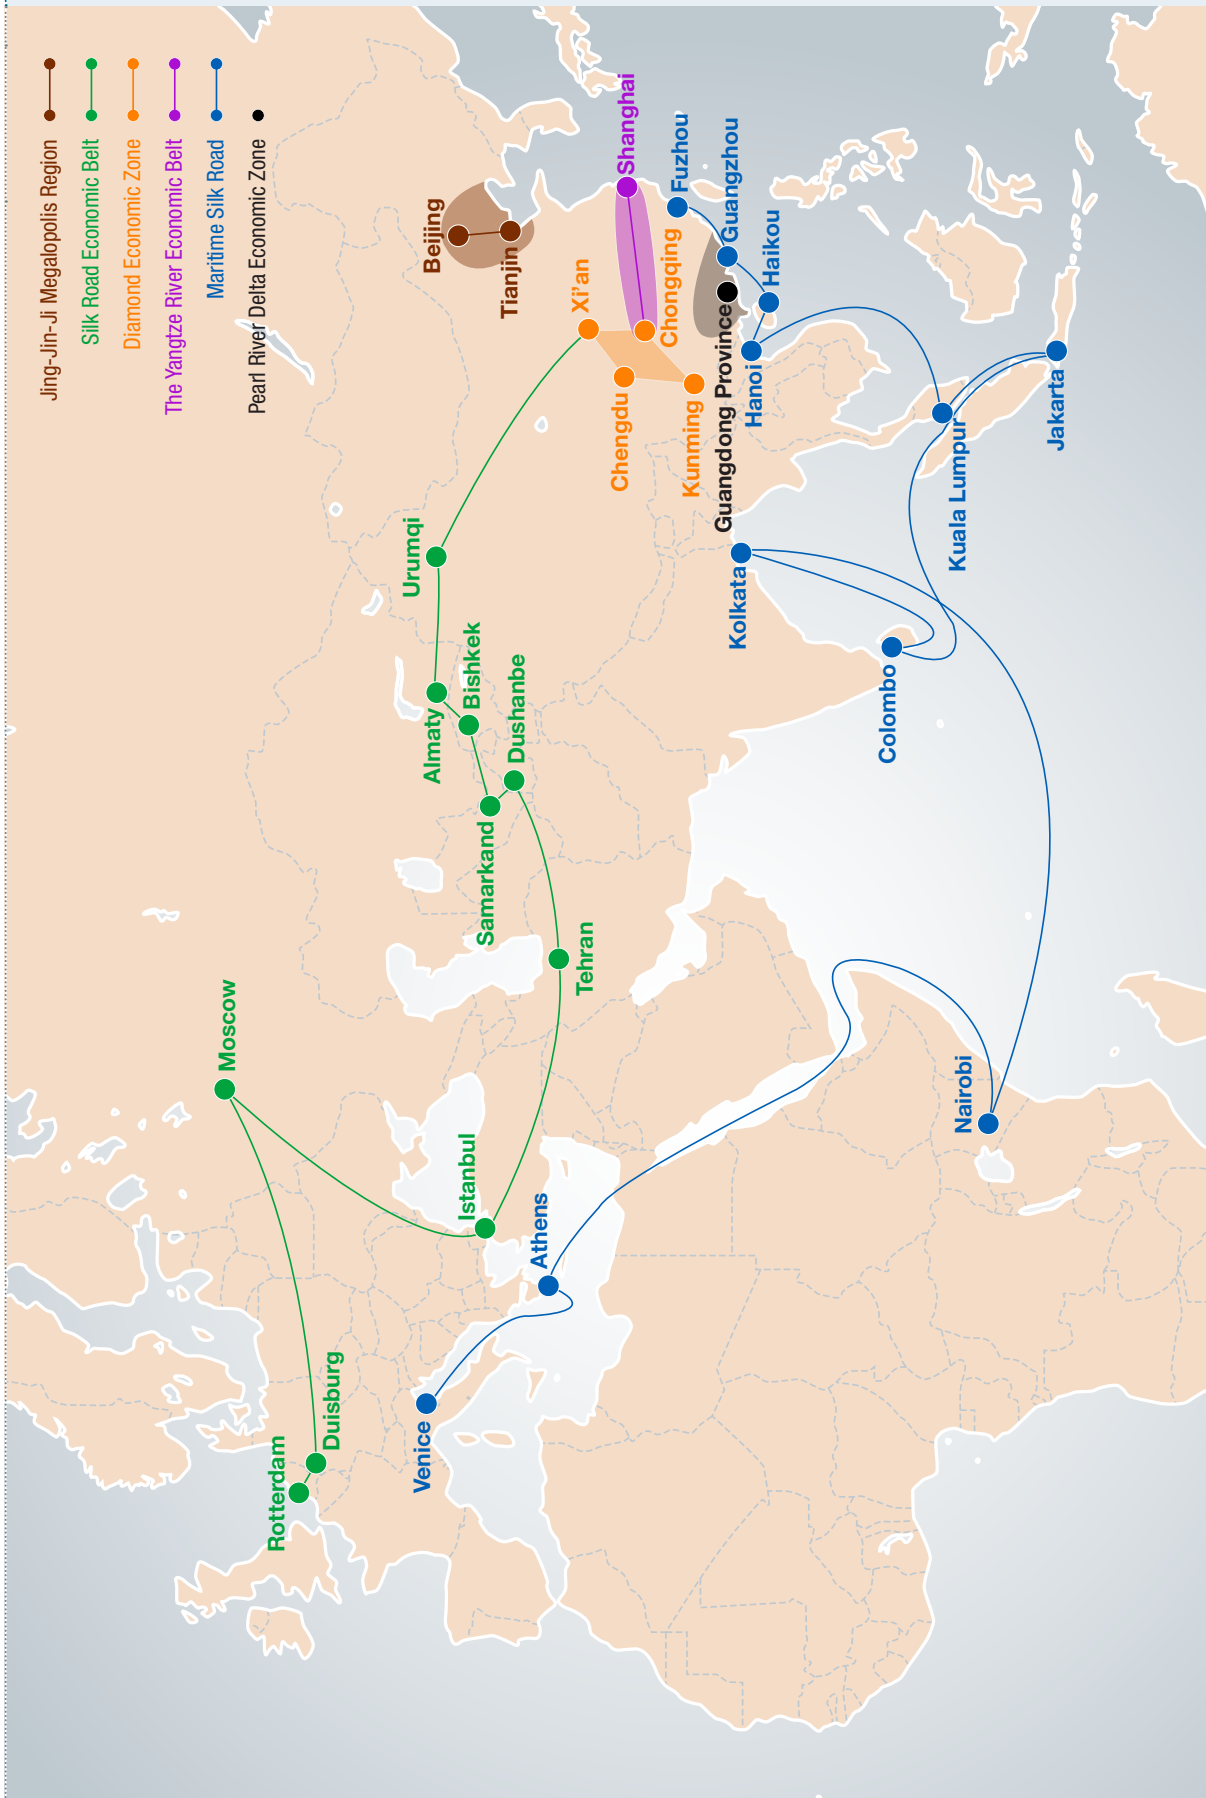 Jing-Jin-Ji Megalopolis Region
Silk Road Economic Belt
Diamond Economic Zone
The Yangtze River Economic Belt
Maritime Silk Road
Pearl River Delta Economic Zone
Moscow
Rotterdam
Duisburg
Venice
Istanbul
Athens
Tehran
Samarkand
Dushanbe
Almaty
Bishkek
Urumqi
Beijing
Tianjin
Xi'an
Shanghai
Chengdu
Chongqing
Kunming
Fuzhou
Guangzhou
Guangdong Province
Haikou
Hanoi
Kolkata
Colombo
Kuala Lumpur
Jakarta
Nairobi